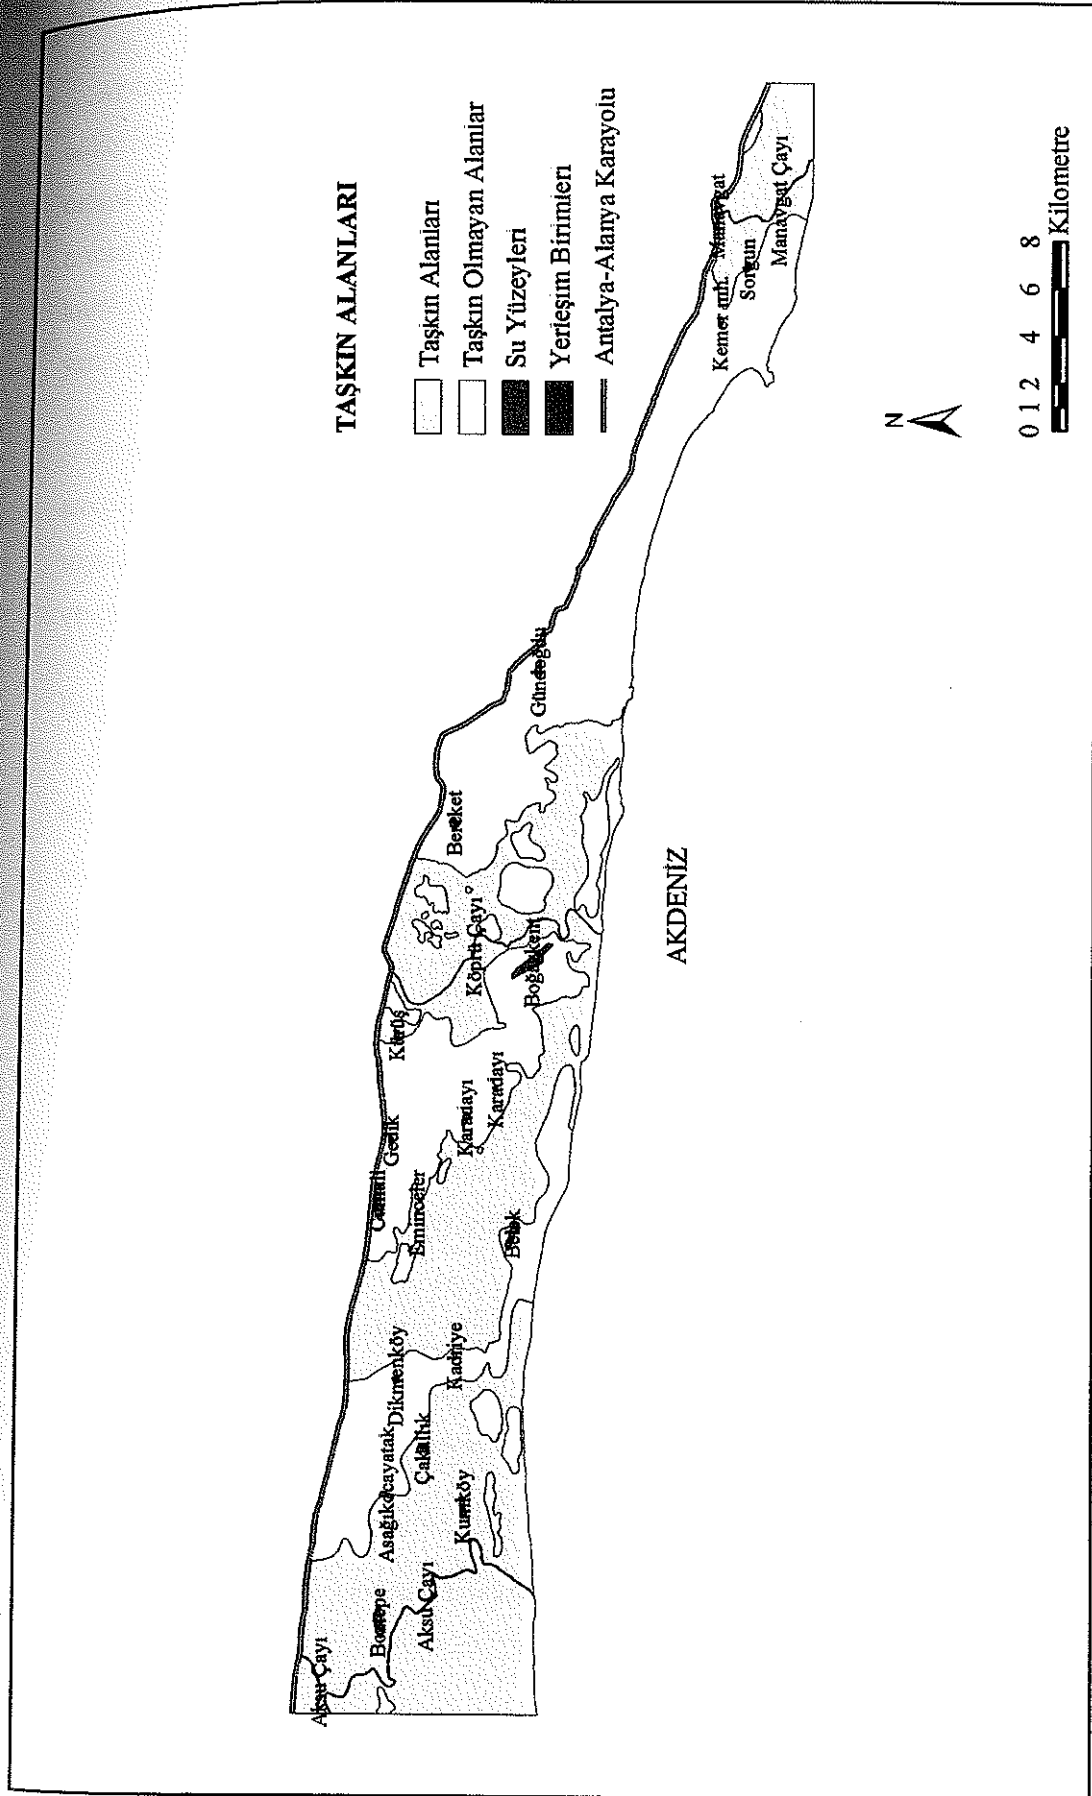 TAŞKIN ALANLARI
Taşkın Alanları
Taşkın Olmayan Alanlar
Su Yüzeyleri
Yerleşim Birimleri
Antalya-Alanya Karayolu
Aksu Çayı
Boztepe
Aksu Çayı
Aşağıkocayatak
Dikmenköy
Çakallık
Kumköy
Kadriye
Cumali
Gedik
Eminceler
Belek
Karadayı
Karadayı
Kürüş
Köprü Çayı
Boğazkent
Bereket
Gündoğdu
Kemer mh.
Manavgat
Sorgun
Manavgat Çayı
AKDENİZ
N
0 1 2 4 6 8
Kilometre